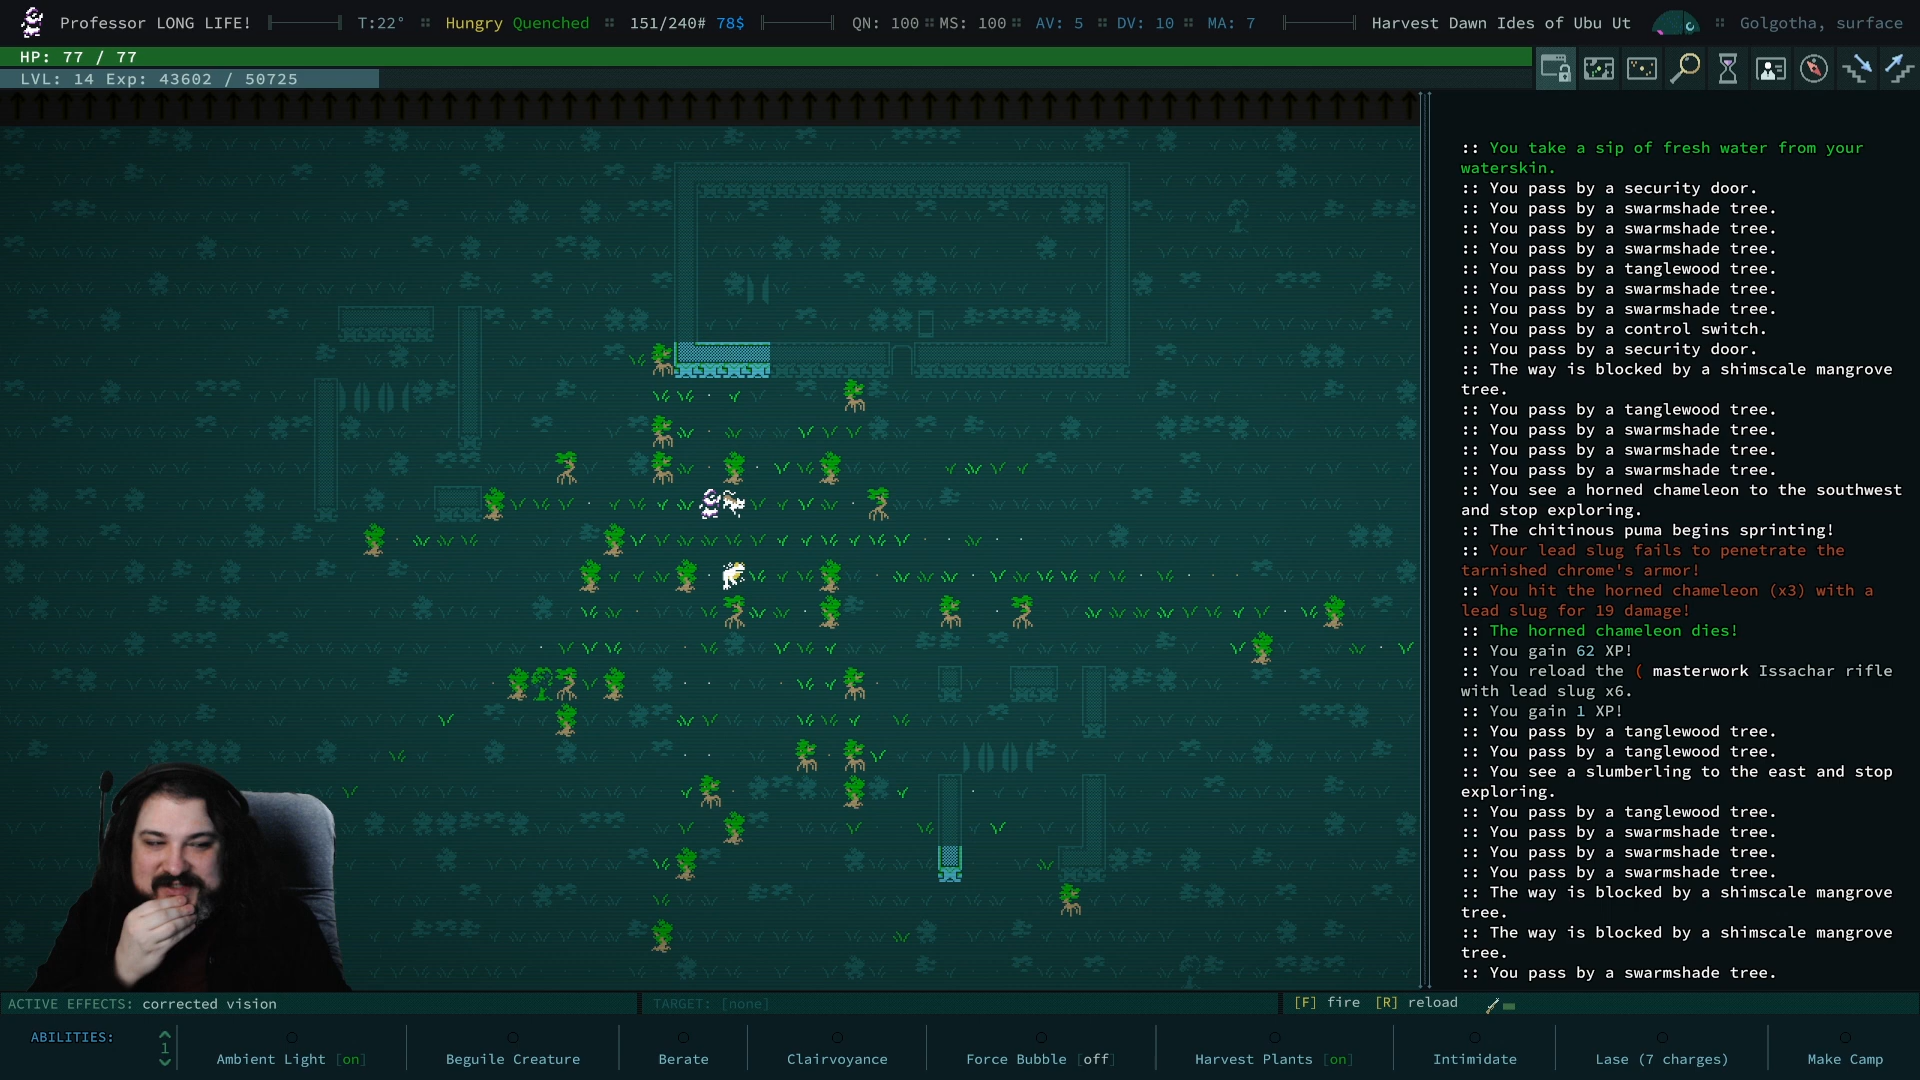 Professor LONG LIFE! T:22° Hungry Quenched 151/240# 78$ QN: 100 MS: 100 AV: 5 DV: 10 MA: 7 Harvest Dawn Ides of Ubu Ut Golgotha, surface
HP: 77 / 77
LVL: 14 Exp: 43602 / 50725
:: You take a sip of fresh water from your
waterskin.
:: You pass by a security door.
:: You pass by a swarmshade tree.
:: You pass by a swarmshade tree.
:: You pass by a swarmshade tree.
:: You pass by a tanglewood tree.
:: You pass by a swarmshade tree.
:: You pass by a swarmshade tree.
:: You pass by a control switch.
:: You pass by a security door.
:: The way is blocked by a shimscale mangrove
tree.
:: You pass by a tanglewood tree.
:: You pass by a swarmshade tree.
:: You pass by a swarmshade tree.
:: You pass by a swarmshade tree.
:: You see a horned chameleon to the southwest
and stop exploring.
:: The chitinous puma begins sprinting!
:: Your lead slug fails to penetrate the
tarnished chrome's armor!
:: You hit the horned chameleon (x3) with a
lead slug for 19 damage!
:: The horned chameleon dies!
:: You gain 62 XP!
:: You reload the ( masterwork Issachar rifle
with lead slug x6.
:: You gain 1 XP!
:: You pass by a tanglewood tree.
:: You pass by a tanglewood tree.
:: You see a slumberling to the east and stop
exploring.
:: You pass by a tanglewood tree.
:: You pass by a swarmshade tree.
:: You pass by a swarmshade tree.
:: You pass by a swarmshade tree.
:: The way is blocked by a shimscale mangrove
tree.
:: The way is blocked by a shimscale mangrove
tree.
:: You pass by a swarmshade tree.
ACTIVE EFFECTS: corrected vision TARGET: [none] [F] fire [R] reload
ABILITIES: 1 Ambient Light [on] Beguile Creature Berate Clairvoyance Force Bubble [off] Harvest Plants [on] Intimidate Lase (7 charges) Make Camp